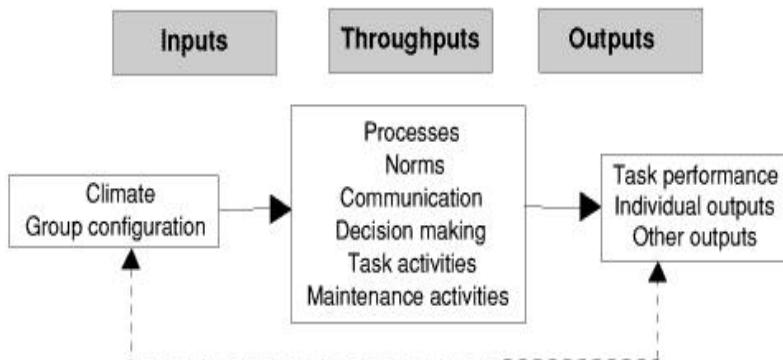 Inputs
Throughputs
Outputs
Climate
Group configuration
Processes
Norms
Communication
Decision making
Task activities
Maintenance activities
Task performance
Individual outputs
Other outputs